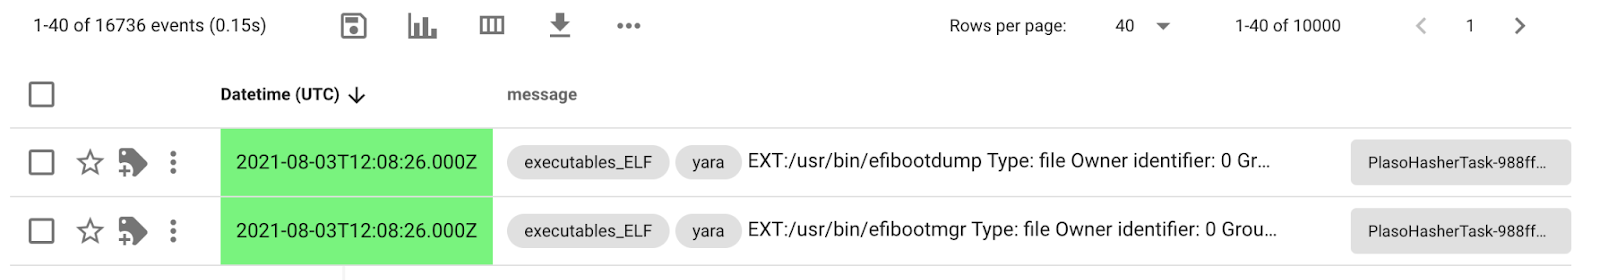 1-40 of 16736 events (0.15s) Rows per page: 40 1-40 of 10000 1
Datetime (UTC) message
2021-08-03T12:08:26.000Z executables_ELF yara EXT:/usr/bin/efibootdump Type: file Owner identifier: 0 Gr... PlasoHasherTask-988ff...
2021-08-03T12:08:26.000Z executables_ELF yara EXT:/usr/bin/efibootmgr Type: file Owner identifier: 0 Grou... PlasoHasherTask-988ff...